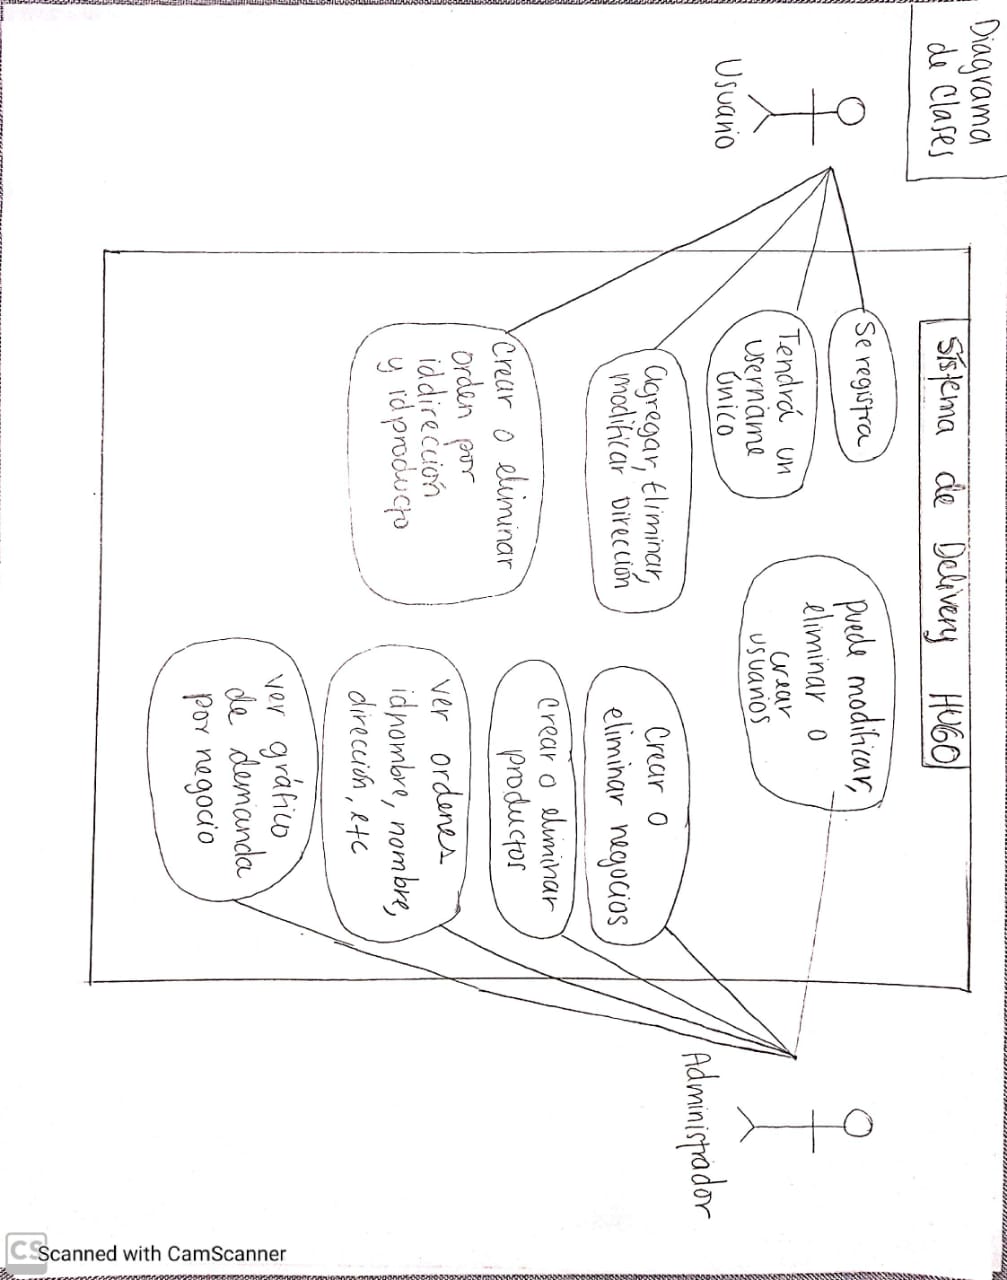 Diagrama
de Clases
Sistema de Delivery HUGO
Usuario
Se registra
Tendrá un
username
único
agregar, Eliminar,
modificar Dirección
Crear o eliminar
orden por
iddirección
y idproducto
Puede modificar,
eliminar o
crear
usuarios
Crear o
eliminar negocios
Crear o eliminar
productos
Ver ordenes
idnombre, nombre,
dirección, etc
Ver gráfico
de demanda
por negocio
Administrador
CS Scanned with CamScanner